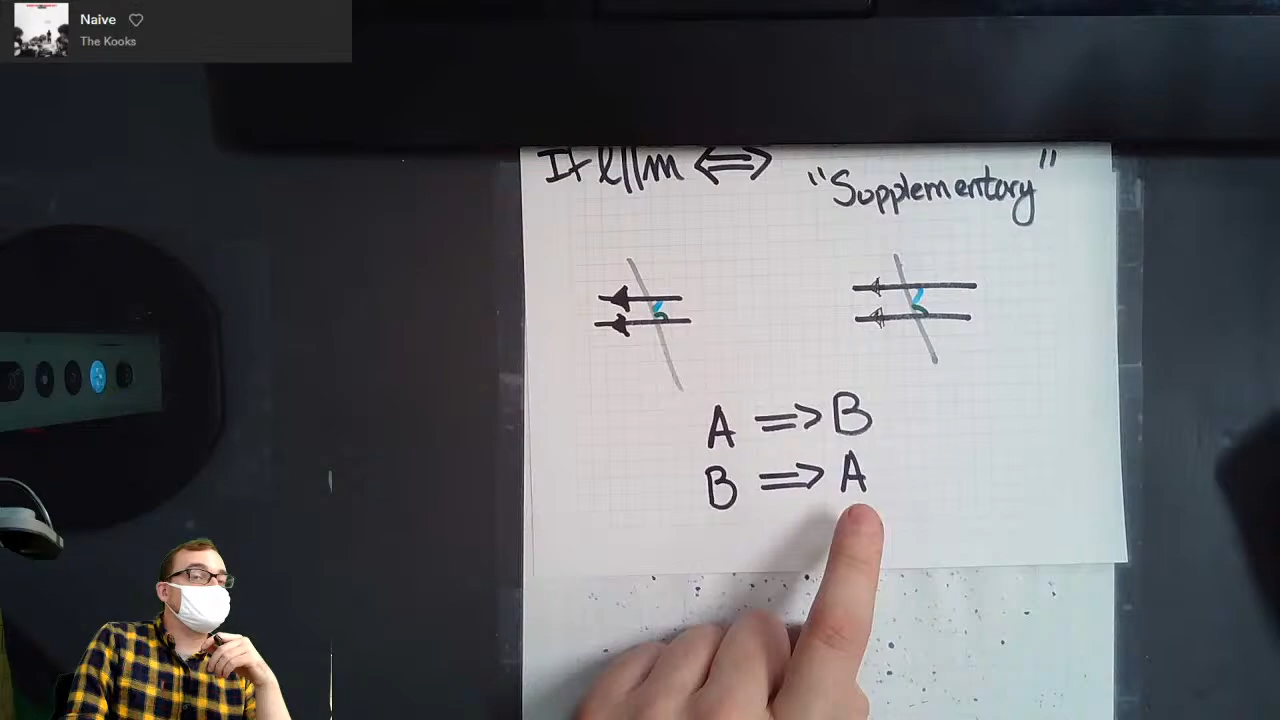 Naive
The Kooks
If l||m <=>
"Supplementary"
A => B
B => A